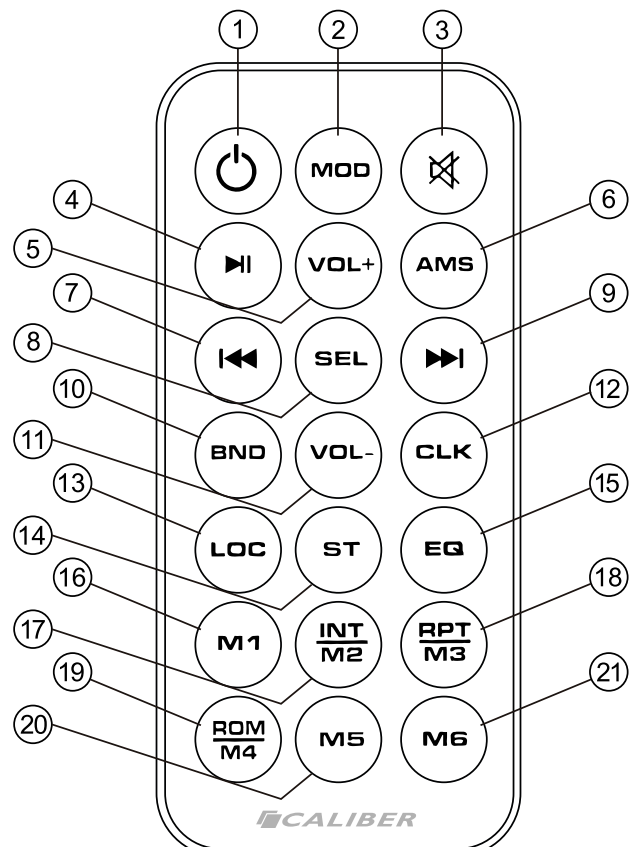 1 2 3
MOD
4 6
5 VOL+ AMS
7 9
8 SEL
10 12
BND VOL- CLK
11
13 15
LOC ST EQ
14
16 18
M1 INT RPT
M2 M3
17
19 21
ROM M5 M6
M4
20
CALIBER